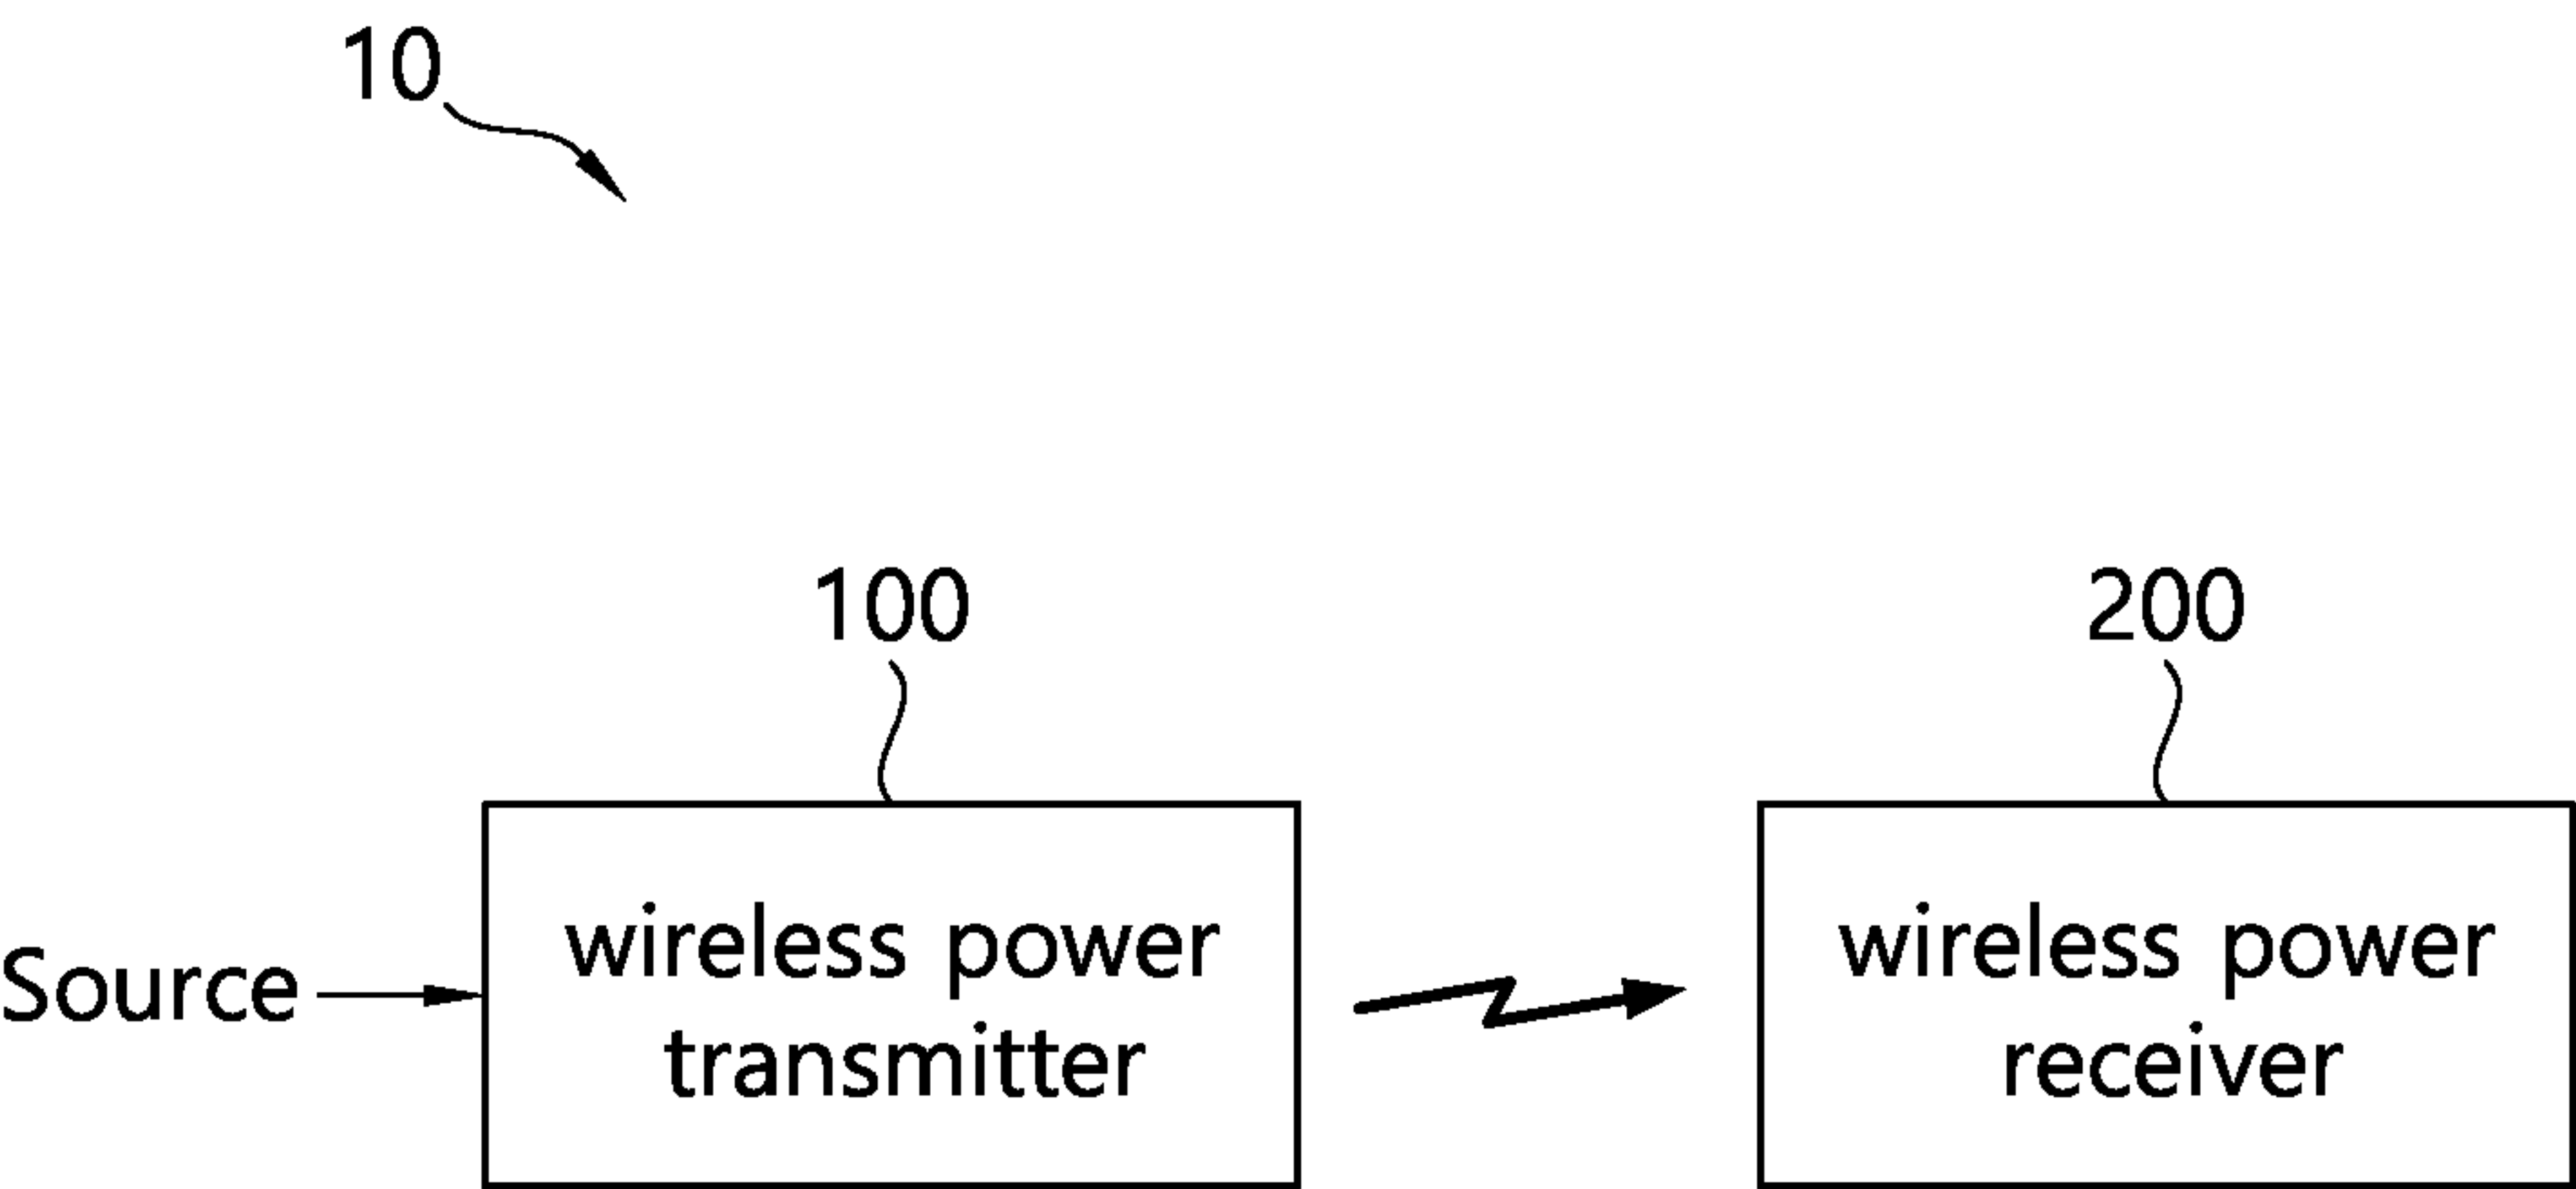 10
100
200
Source
wireless power
transmitter
wireless power
receiver